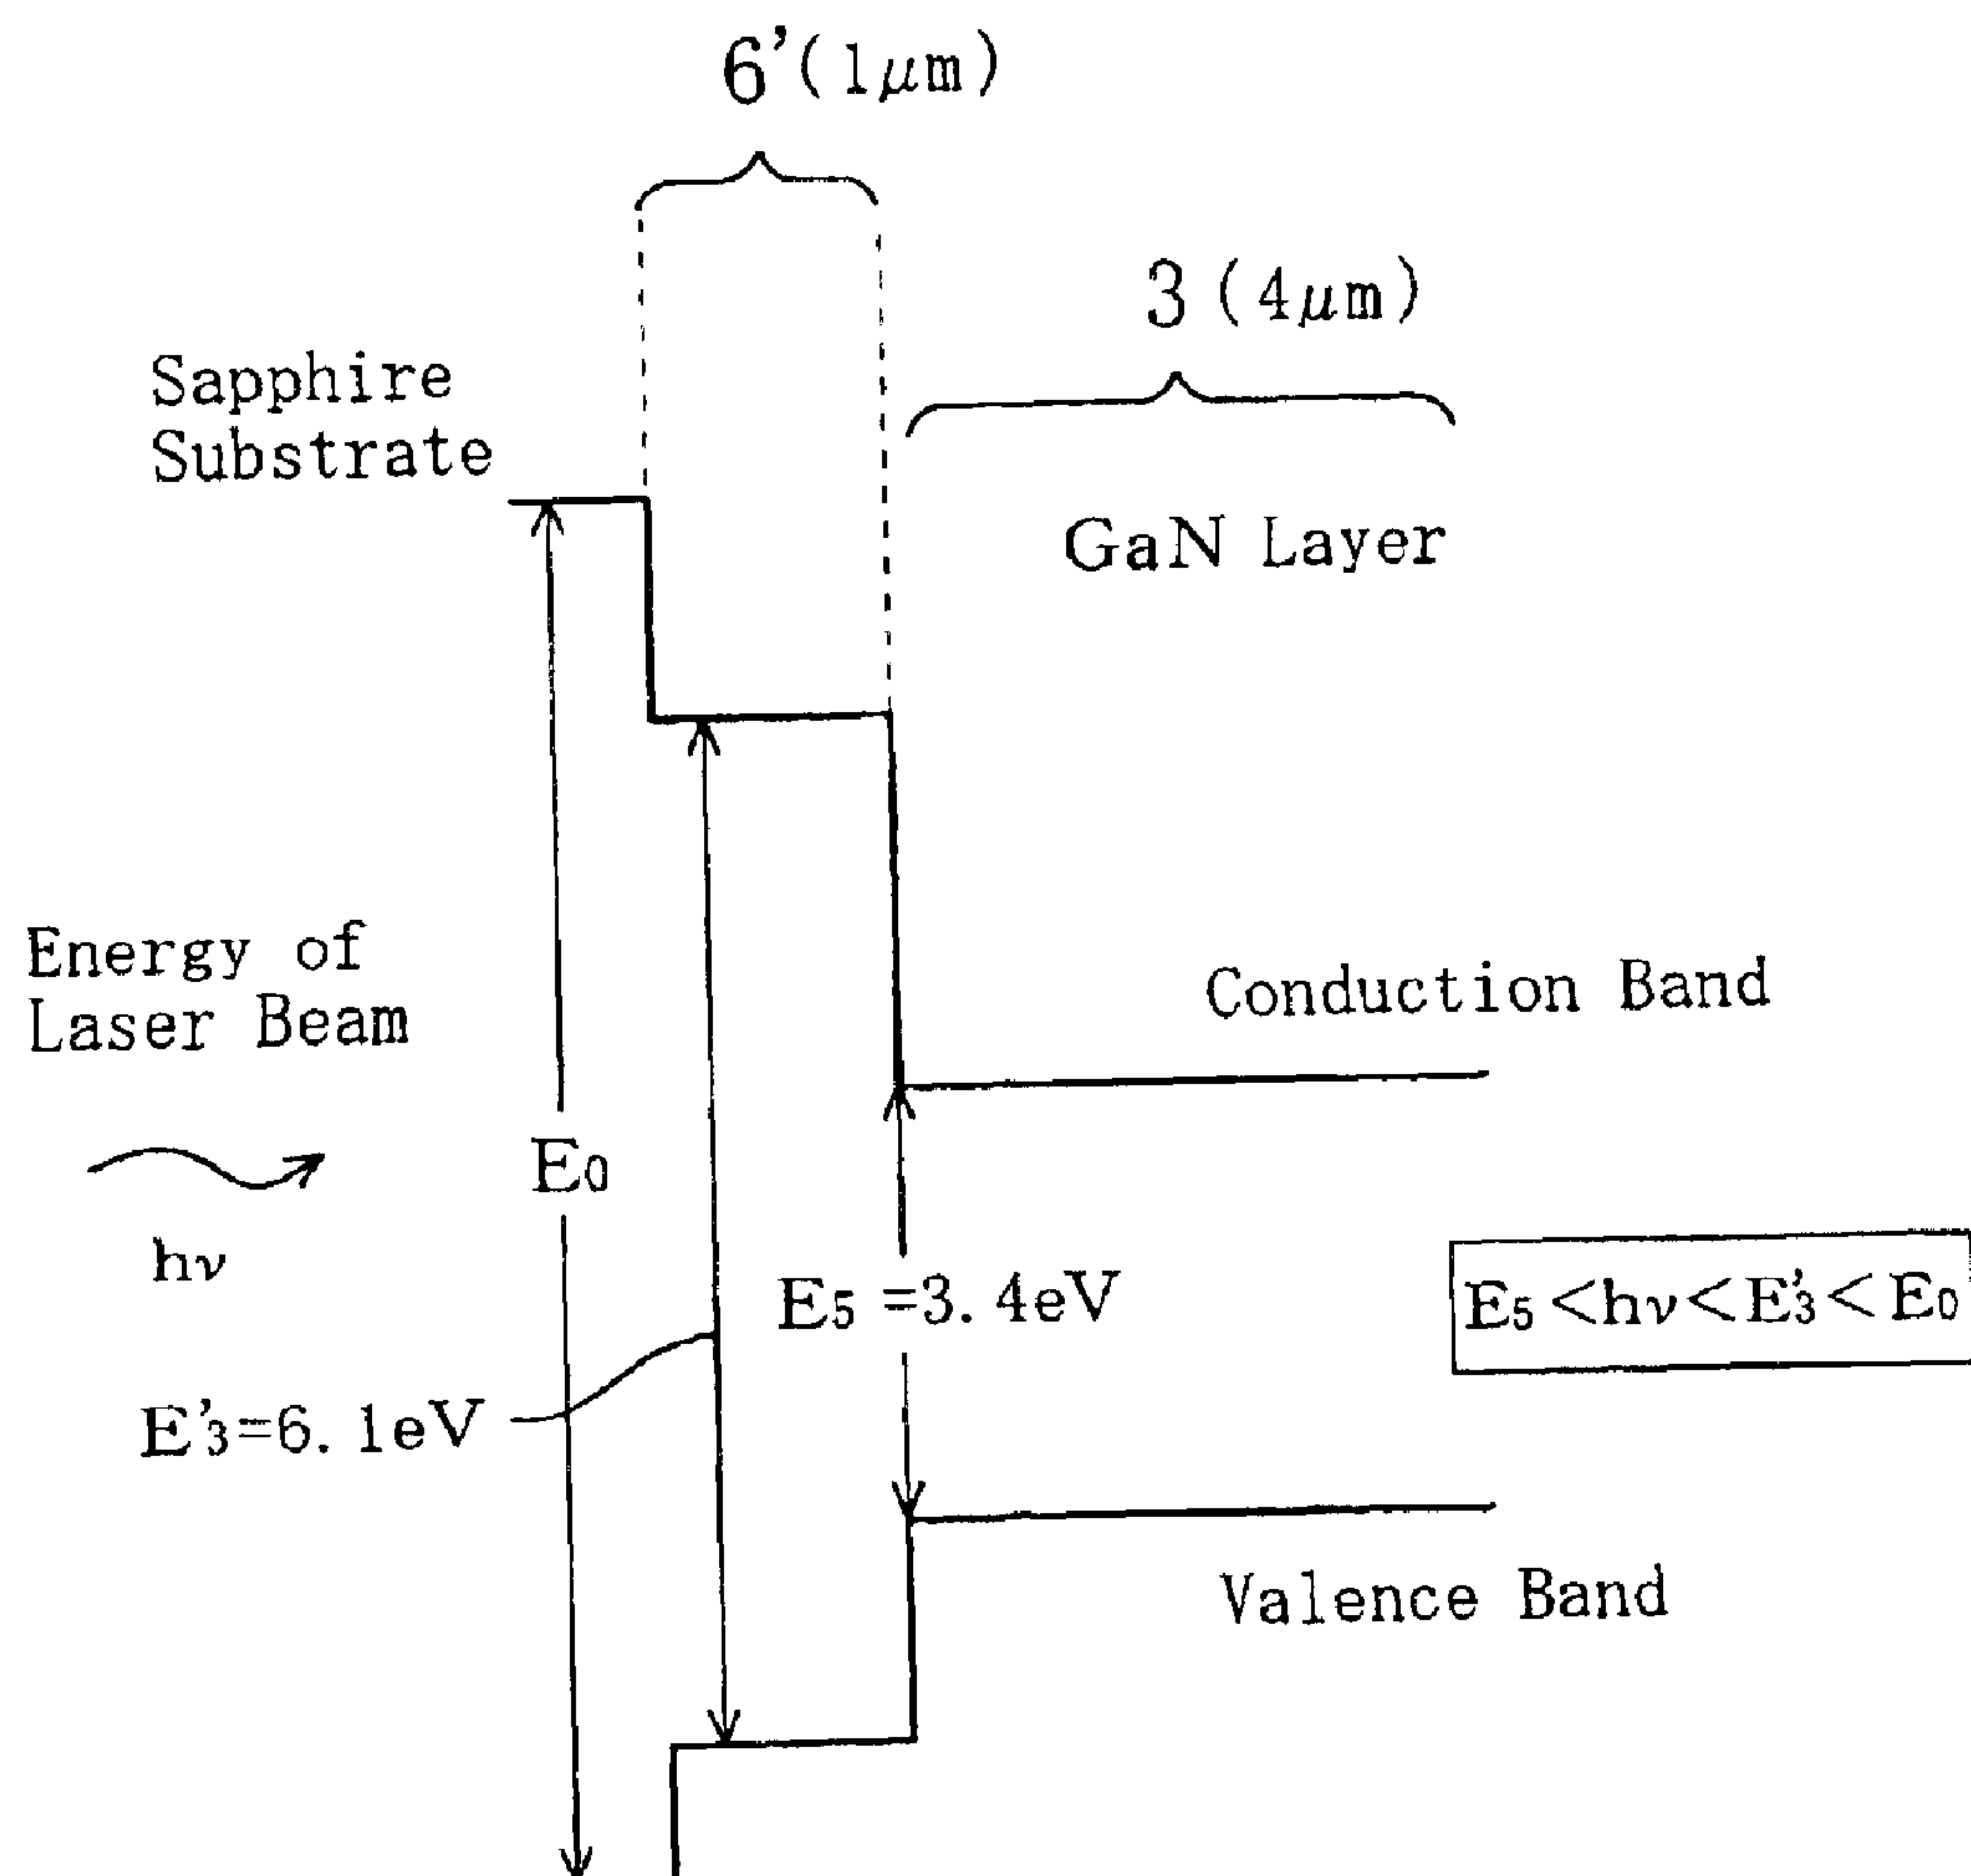 6'(1μm)
3 (4μm)
Sapphire
Substrate
GaN Layer
Energy of
Laser Beam
Conduction Band
E0
hν
E5 =3.4eV
E5<hν<E'3<E0
E'3=6.1eV
Valence Band